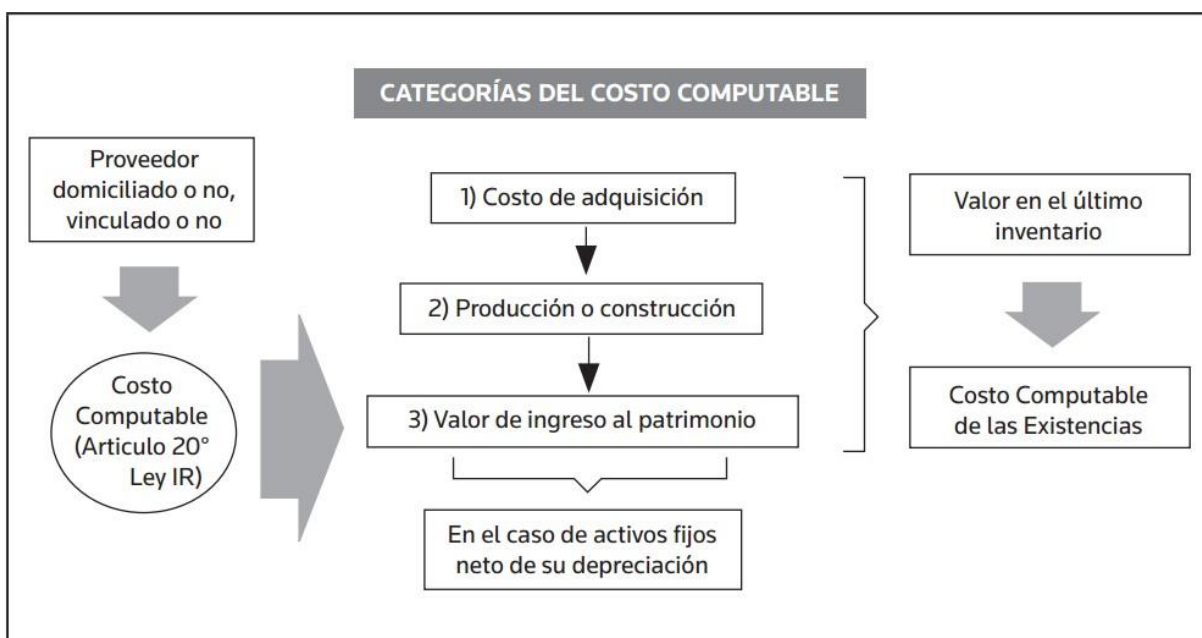 CATEGORÍAS DEL COSTO COMPUTABLE
Proveedor
domiciliado o no,
vinculado o no
Costo
Computable
(Articulo 20°
Ley IR)
1) Costo de adquisición
2) Producción o construcción
3) Valor de ingreso al patrimonio
En el caso de activos fijos
neto de su depreciación
Valor en el último
inventario
Costo Computable
de las Existencias